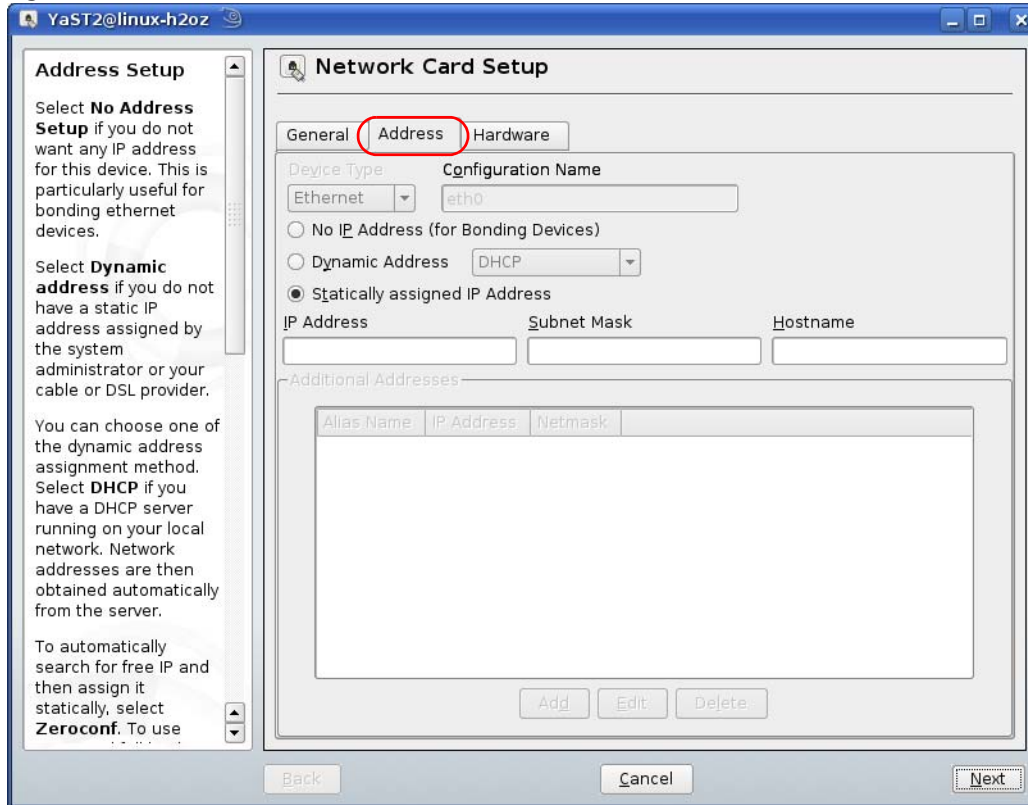 YaST2@linux-h2oz
Address Setup
Select No Address
Setup if you do not
want any IP address
for this device. This is
particularly useful for
bonding ethernet
devices.
Select Dynamic
address if you do not
have a static IP
address assigned by
the system
administrator or your
cable or DSL provider.
You can choose one of
the dynamic address
assignment method.
Select DHCP if you
have a DHCP server
running on your local
network. Network
addresses are then
obtained automatically
from the server.
To automatically
search for free IP and
then assign it
statically, select
Zeroconf. To use
Network Card Setup
General Address Hardware
Device Type Configuration Name
Ethernet eth0
No IP Address (for Bonding Devices)
Dynamic Address DHCP
Statically assigned IP Address
IP Address Subnet Mask Hostname
Additional Addresses
Alias Name IP Address Netmask
Add Edit Delete
Back Cancel Next